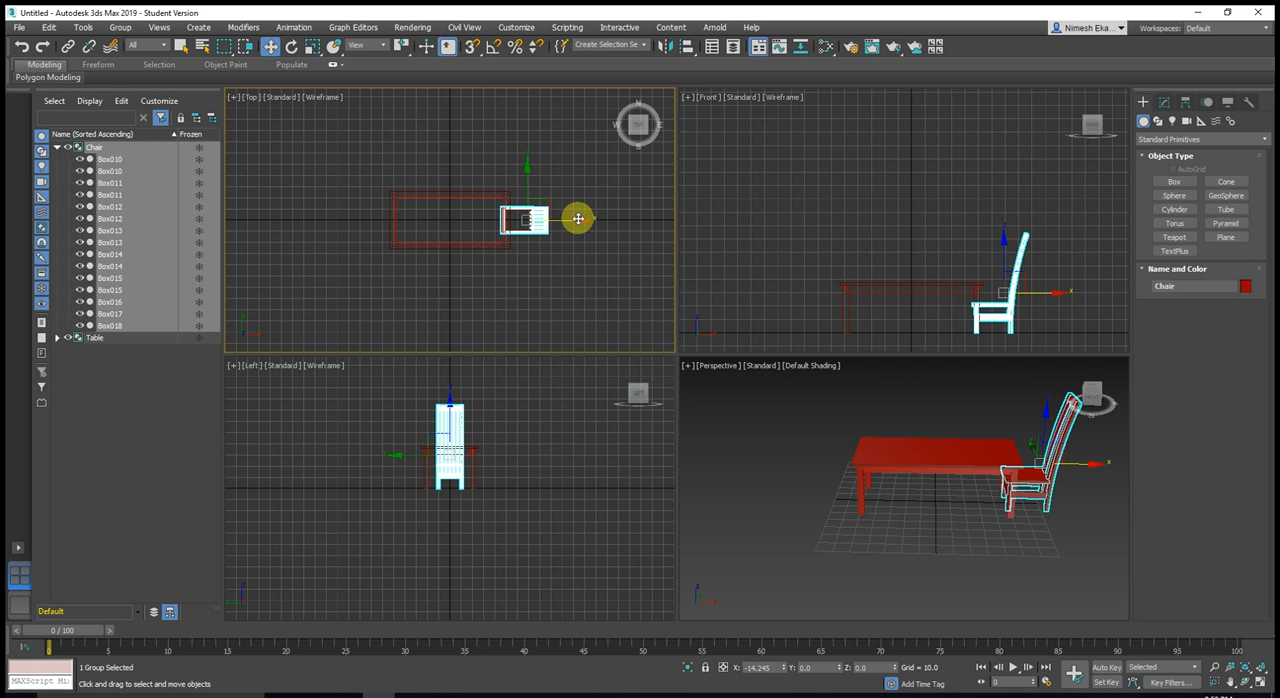 Untitled - Autodesk 3ds Max 2019 - Student Version
File Edit Tools Group Views Create Modifiers Animation Graph Editors Rendering Civil View Customize Scripting Interactive Content Arnold Help
Nimesh Eka... Workspaces: Default
All View Create Selection Se
Modeling Freeform Selection Object Paint Populate
Polygon Modeling
Select Display Edit Customize
Name (Sorted Ascending) Frozen
Chair
Box010
Box010
Box011
Box011
Box012
Box012
Box013
Box013
Box014
Box014
Box015
Box015
Box016
Box017
Box018
Table
Default
[+] [Top] [Standard] [Wireframe]
N
W TOP E
S
[+] [Front] [Standard] [Wireframe]
FRONT
x
[+] [Left] [Standard] [Wireframe]
LEFT
[+] [Perspective] [Standard] [Default Shading]
S
x
Standard Primitives
Object Type
AutoGrid
Box Cone
Sphere GeoSphere
Cylinder Tube
Torus Pyramid
Teapot Plane
TextPlus
Name and Color
Chair
0 / 100
0 5 10 15 20 25 30 35 40 45 50 55 60 65 70 75 80 85 90 95 100
1 Group Selected
X: -14.245 Y: 0.0 Z: 0.0 Grid = 10.0
Auto Key Selected
MAXScript Mi:
Click and drag to select and move objects
Add Time Tag
0
Set Key Key Filters...